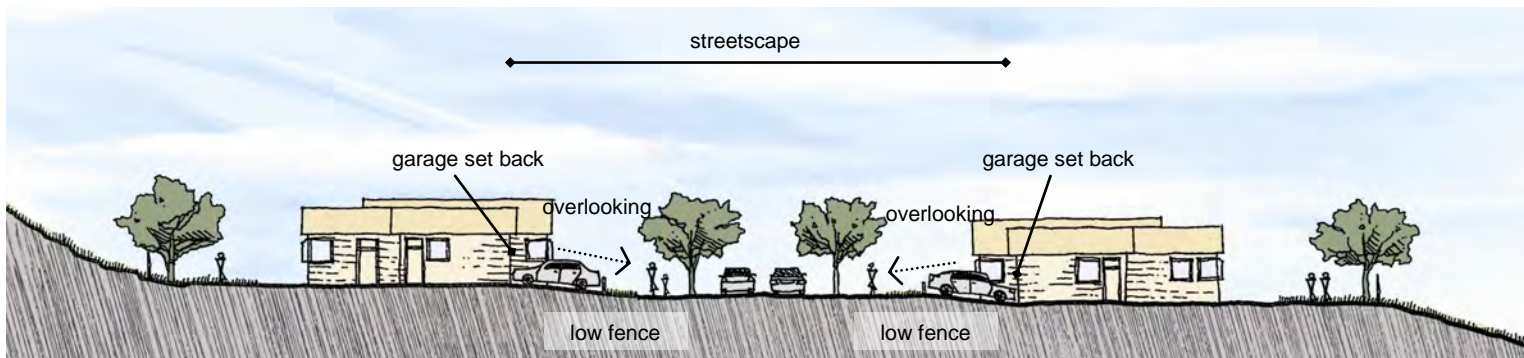 streetscape
garage set back
garage set back
overlooking
overlooking
low fence
low fence